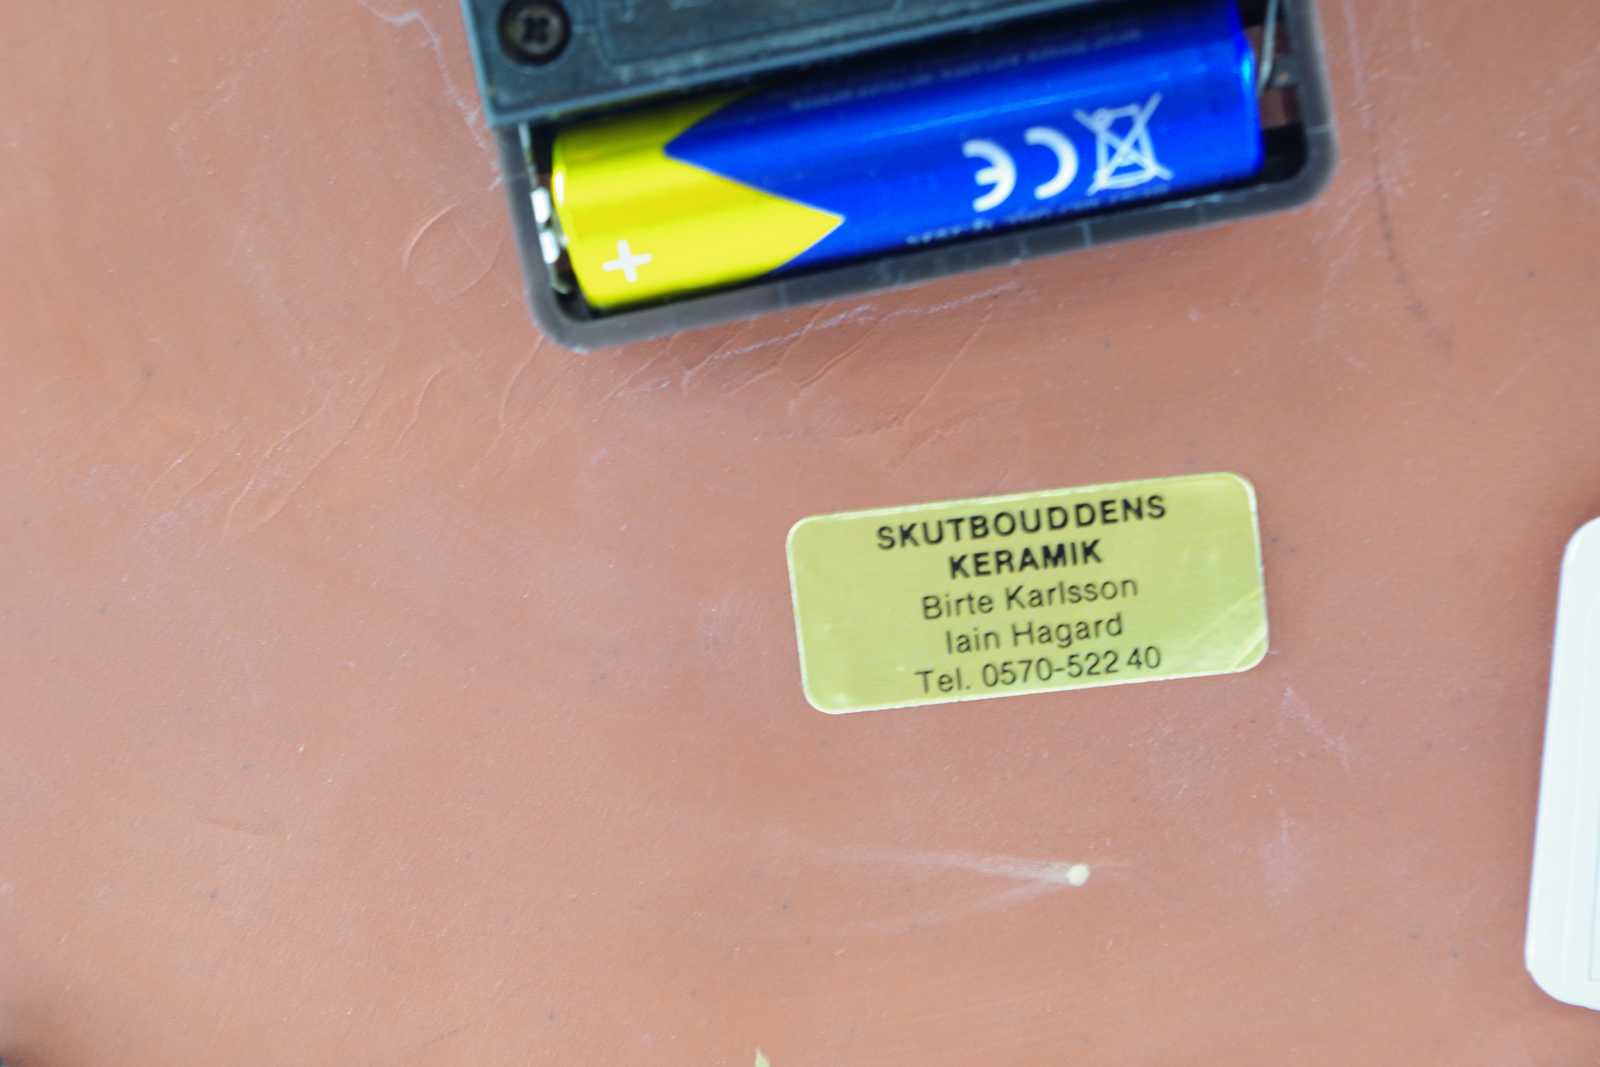 CE
+
SKUTBOUDDENS
KERAMIK
Birte Karlsson
Iain Hagard
Tel. 0570-522 40